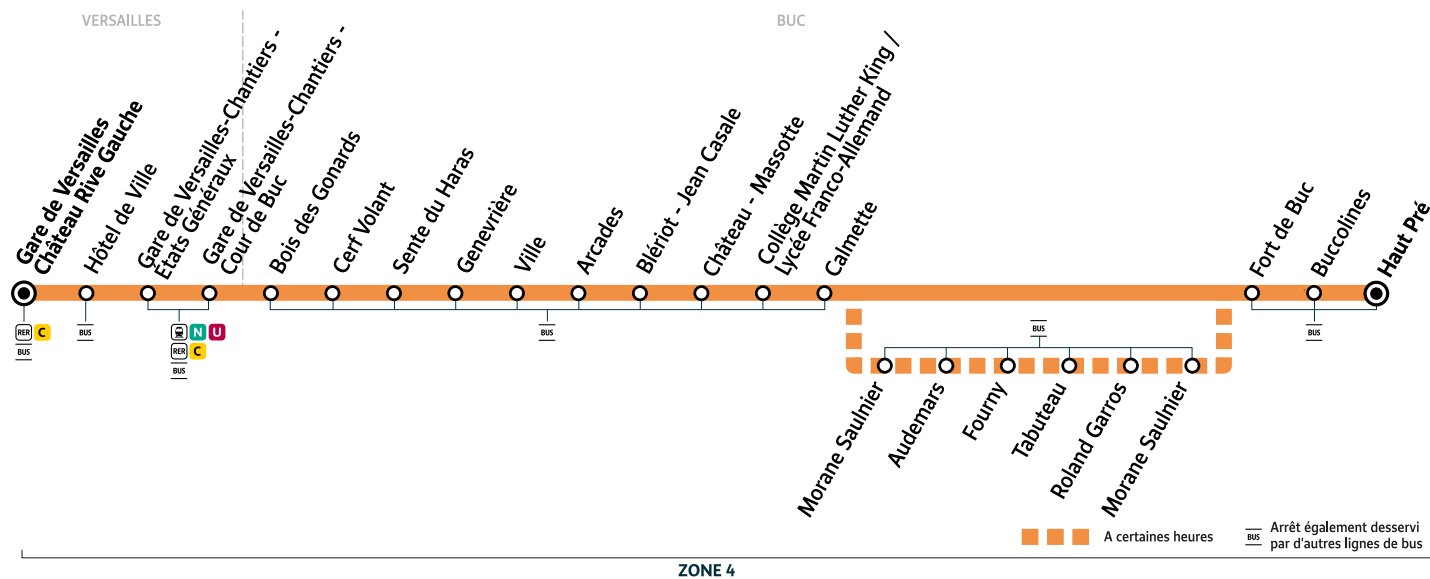 VERSAILLES
BUC
Gare de Versailles
Château Rive Gauche
Hôtel de Ville
Gare de Versailles-Chantiers -
Etats Généraux
Gare de Versailles-Chantiers -
Cour de Buc
Bois des Gonards
Cerf Volant
Sente du Haras
Genevrière
Ville
Arcades
Blériot - Jean Casale
Château - Massotte
Collège Martin Luther King /
Lycée Franco-Allemand
Calmette
Fort de Buc
Buccolines
Haut Pré
RER C
BUS
BUS
N U
RER C
BUS
BUS
BUS
BUS
Morane Saulnier
Audemars
Fourny
Tabuteau
Roland Garros
Morane Saulnier
A certaines heures
BUS
Arrêt également desservi
par d'autres lignes de bus
ZONE 4